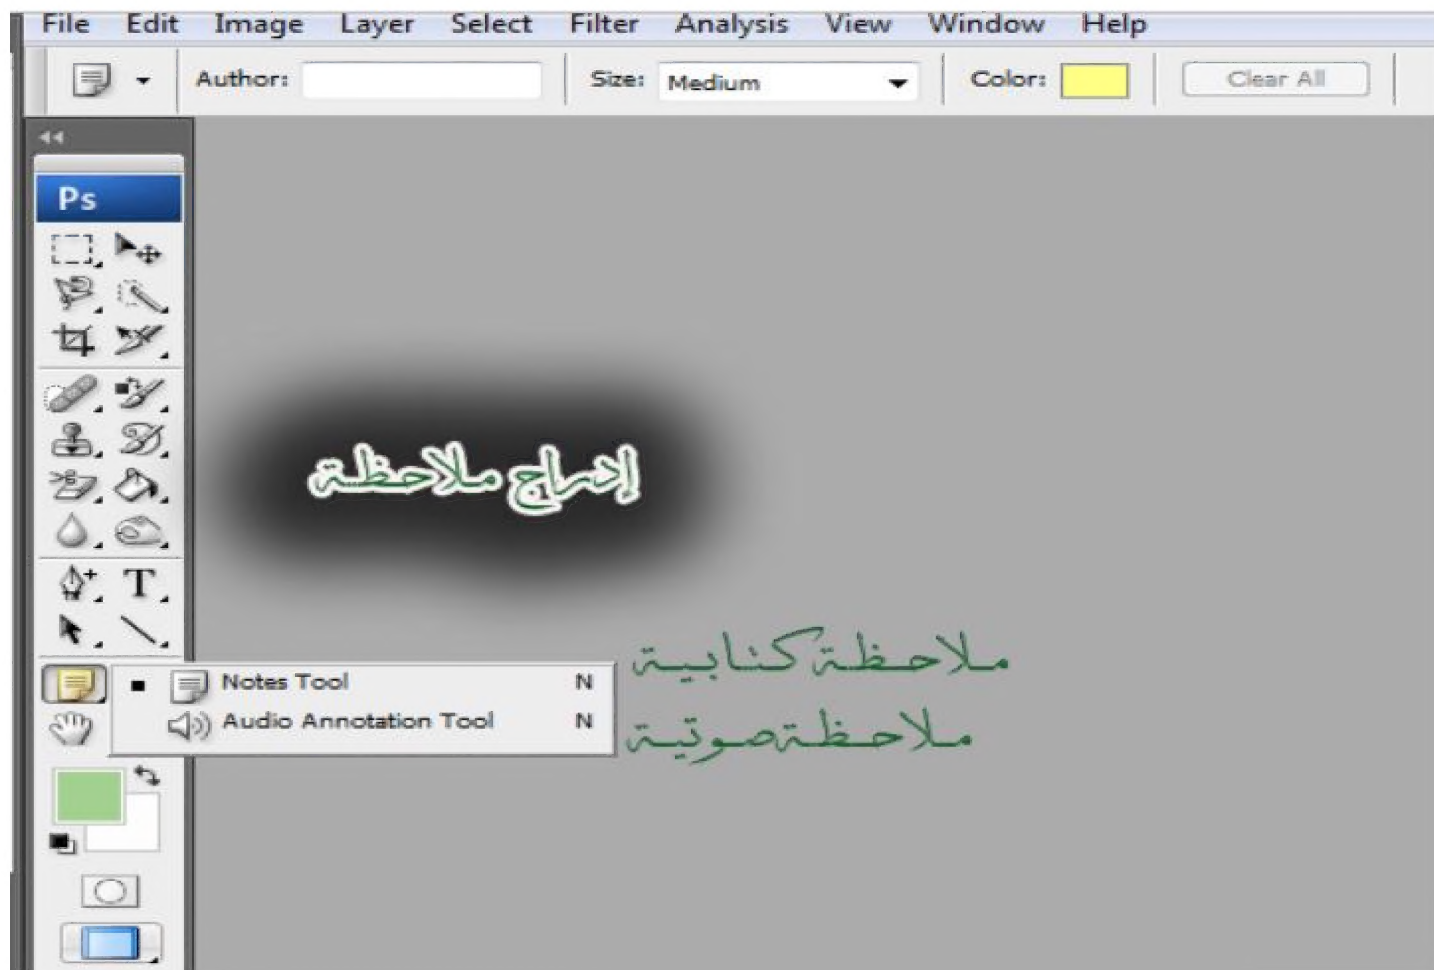 File Edit Image Layer Select Filter Analysis View Window Help
Author: Size: Medium Color: Clear All
Ps
إدراج ملاحظة
T
ملاحظة كتابية
Notes Tool N
Audio Annotation Tool N
ملاحظة صوتية